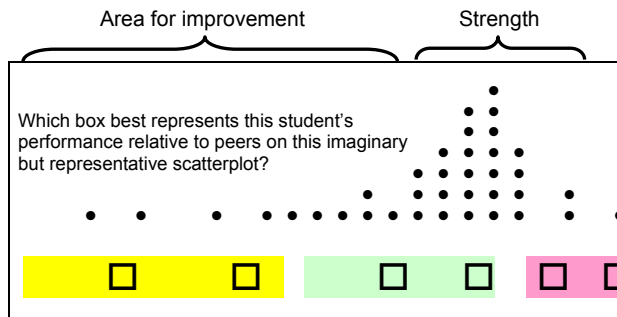 Area for improvement
Strength
Which box best represents this student’s
performance relative to peers on this imaginary
but representative scatterplot?